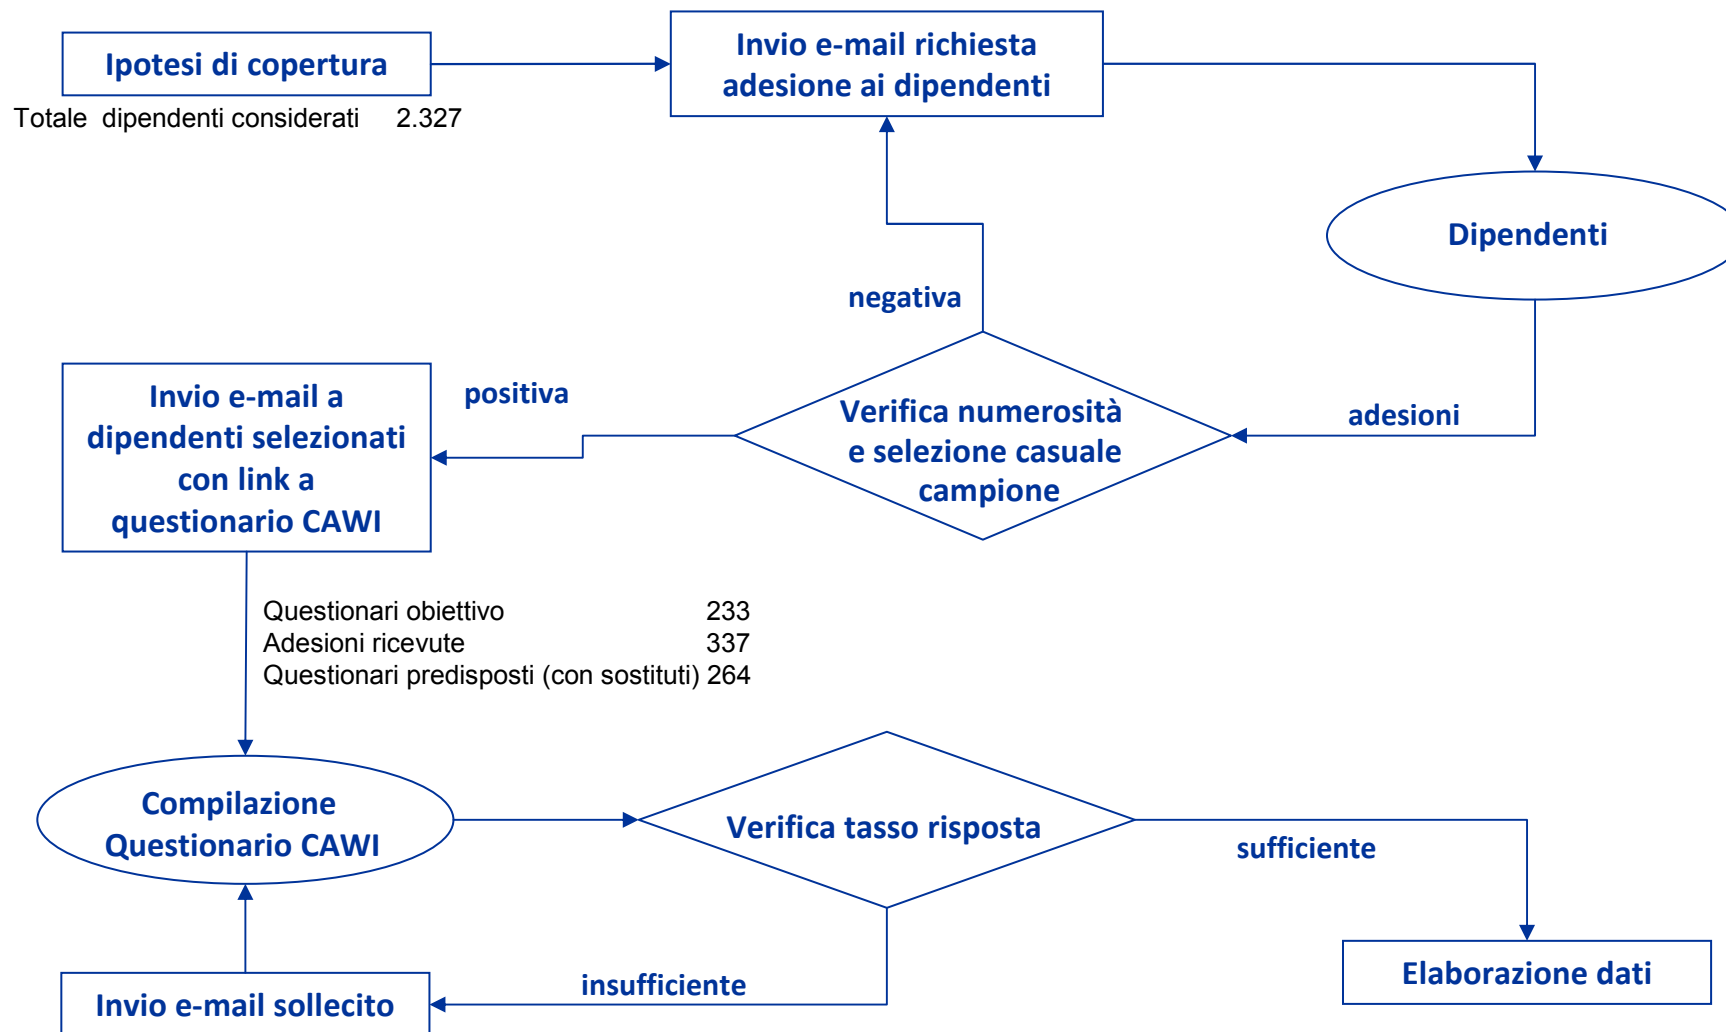 Ipotesi di copertura
Totale dipendenti considerati 2.327
Invio e-mail richiesta
adesione ai dipendenti
Dipendenti
negativa
Invio e-mail a
dipendenti selezionati
con link a
questionario CAWI
positiva
Verifica numerosità
e selezione casuale
campione
adesioni
Questionari obiettivo 233
Adesioni ricevute 337
Questionari predisposti (con sostituti) 264
Compilazione
Questionario CAWI
Verifica tasso risposta
sufficiente
Invio e-mail sollecito
insufficiente
Elaborazione dati